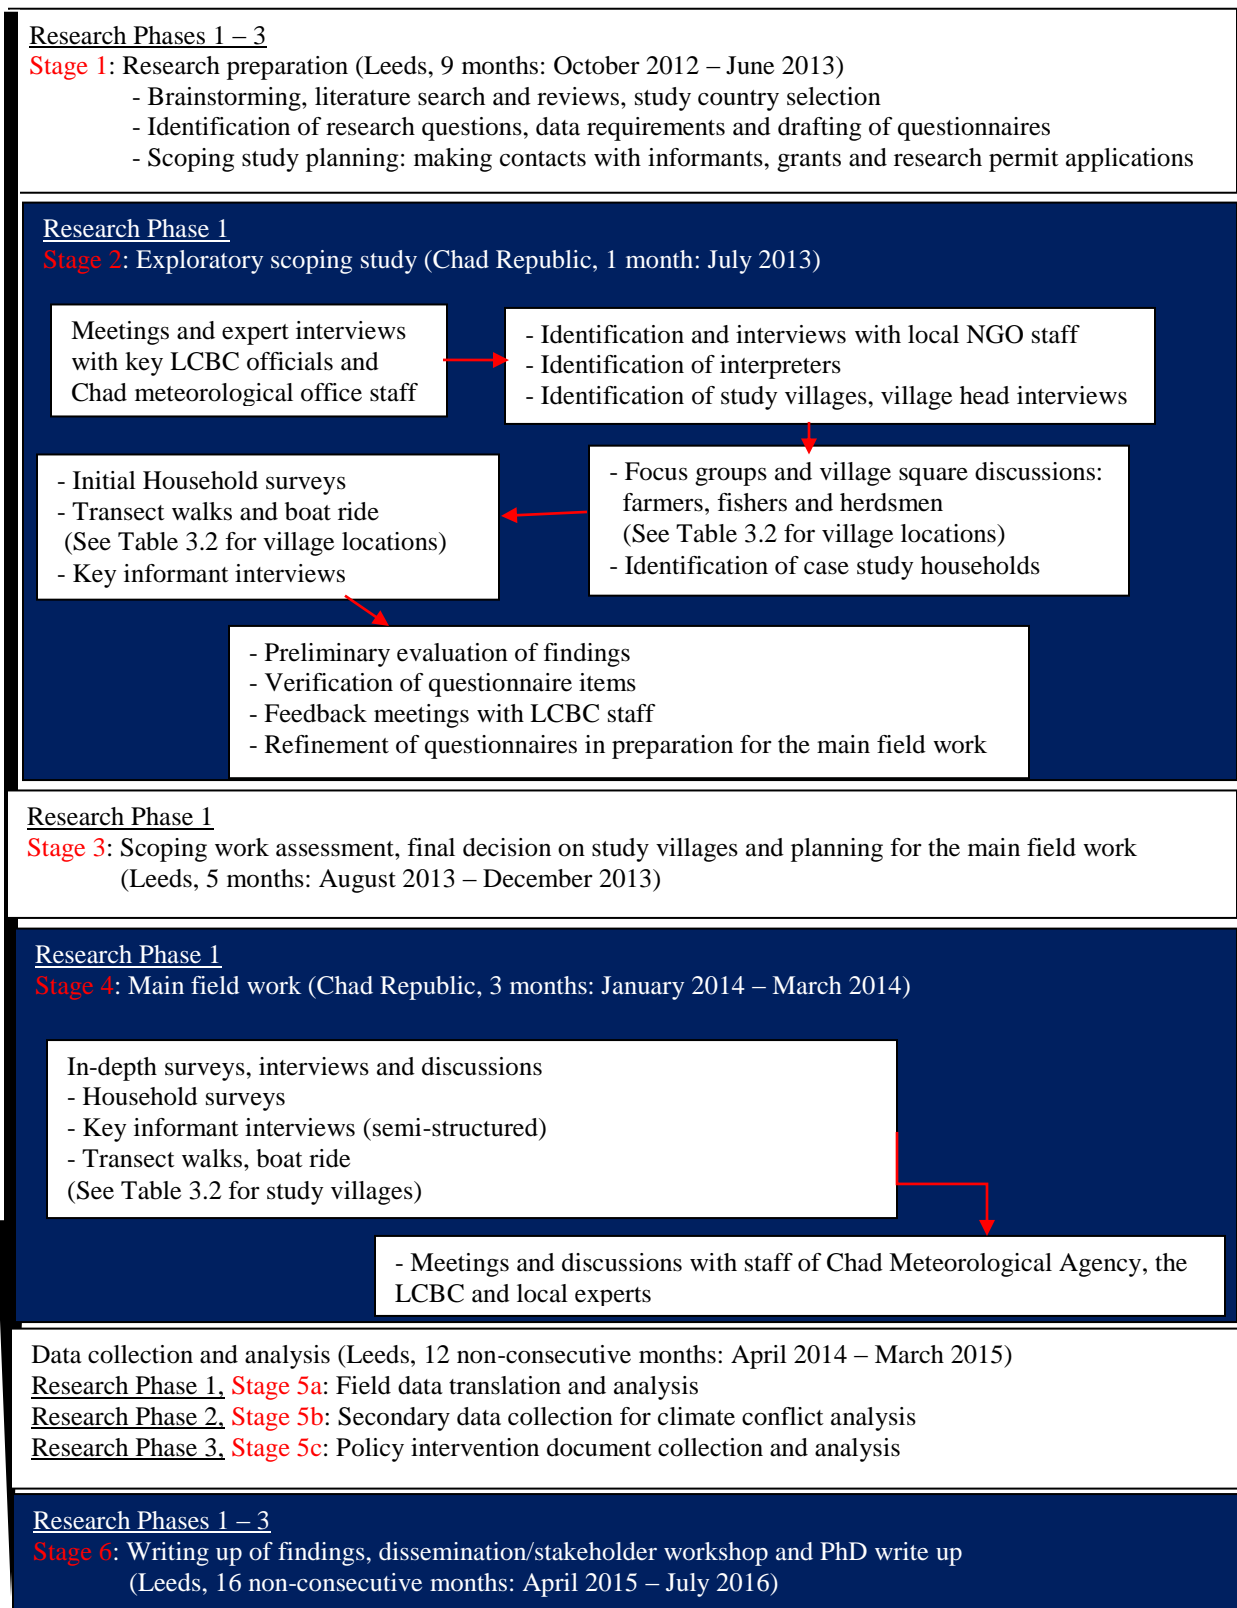 Research Phases 1 – 3
Stage 1: Research preparation (Leeds, 9 months: October 2012 – June 2013)
- Brainstorming, literature search and reviews, study country selection
- Identification of research questions, data requirements and drafting of questionnaires
- Scoping study planning: making contacts with informants, grants and research permit applications
Research Phase 1
Stage 2: Exploratory scoping study (Chad Republic, 1 month: July 2013)
Meetings and expert interviews
with key LCBC officials and
Chad meteorological office staff
- Identification and interviews with local NGO staff
- Identification of interpreters
- Identification of study villages, village head interviews
- Focus groups and village square discussions:
farmers, fishers and herdsmen
(See Table 3.2 for village locations)
- Identification of case study households
- Initial Household surveys
- Transect walks and boat ride
(See Table 3.2 for village locations)
- Key informant interviews
- Preliminary evaluation of findings
- Verification of questionnaire items
- Feedback meetings with LCBC staff
- Refinement of questionnaires in preparation for the main field work
Research Phase 1
Stage 3: Scoping work assessment, final decision on study villages and planning for the main field work
(Leeds, 5 months: August 2013 – December 2013)
Research Phase 1
Stage 4: Main field work (Chad Republic, 3 months: January 2014 – March 2014)
In-depth surveys, interviews and discussions
- Household surveys
- Key informant interviews (semi-structured)
- Transect walks, boat ride
(See Table 3.2 for study villages)
- Meetings and discussions with staff of Chad Meteorological Agency, the
LCBC and local experts
Data collection and analysis (Leeds, 12 non-consecutive months: April 2014 – March 2015)
Research Phase 1, Stage 5a: Field data translation and analysis
Research Phase 2, Stage 5b: Secondary data collection for climate conflict analysis
Research Phase 3, Stage 5c: Policy intervention document collection and analysis
Research Phases 1 – 3
Stage 6: Writing up of findings, dissemination/stakeholder workshop and PhD write up
(Leeds, 16 non-consecutive months: April 2015 – July 2016)